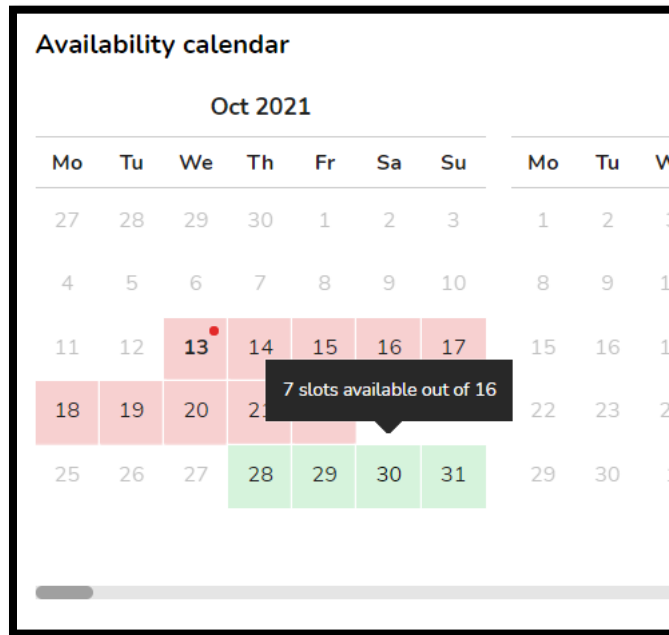 Availability calendar
Oct 2021
Mo Tu We Th Fr Sa Su Mo Tu
27 28 29 30 1 2 3 1 2
4 5 6 7 8 9 10 8 9
11 12 13 14 15 16 17 15 16
7 slots available out of 16
18 19 20 22 23
25 26 27 28 29 30 31 29 30